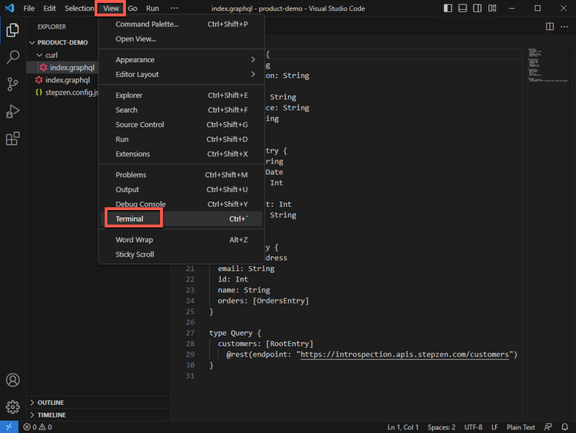 File Edit Selection View Go Run ··· index.graphql - product-demo - Visual Studio Code
EXPLORER
PRODUCT-DEMO
curl
index.graphql
index.graphql
stepzen.config.js
OUTLINE
TIMELINE
Command Palette... Ctrl+Shift+P
Open View...
Appearance
Editor Layout
Explorer Ctrl+Shift+E
Search Ctrl+Shift+F
Source Control Ctrl+Shift+G
Run Ctrl+Shift+D
Extensions Ctrl+Shift+X
Problems Ctrl+Shift+M
Output Ctrl+Shift+U
Debug Console Ctrl+Shift+Y
Terminal Ctrl+`
Word Wrap Alt+Z
Sticky Scroll
{
on: String
String
ce: String
ntry {
Date
Int
t: Int
String
y {
21 email: String
22 id: Int
23 name: String
24 orders: [OrdersEntry]
25 }
26
27 type Query {
28 customers: [RootEntry]
29 @rest(endpoint: "https://introspection.apis.stepzen.com/customers")
30 }
31
0 0 Ln 1, Col 1 Spaces: 2 UTF-8 LF Plain Text